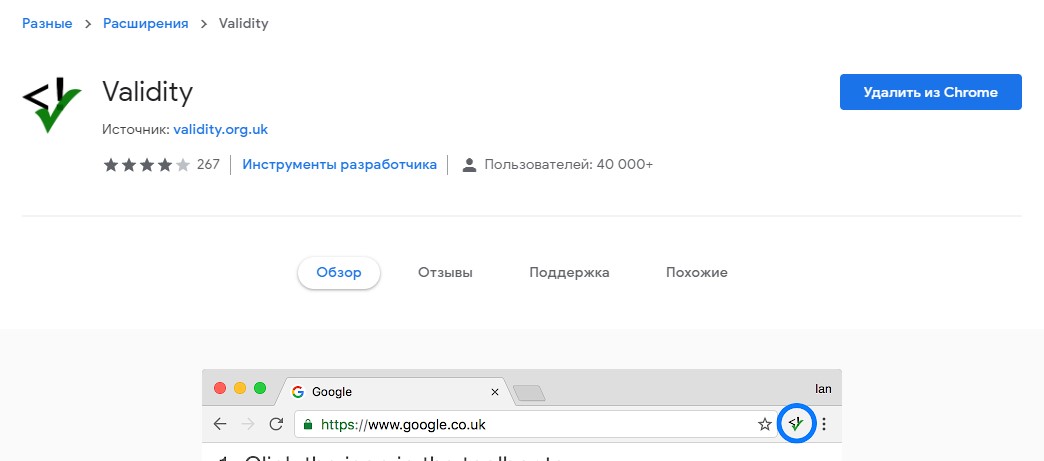 Разные > Расширения > Validity
Validity
Удалить из Chrome
Источник: validity.org.uk
267 Инструменты разработчика Пользователей: 40 000+
Обзор Отзывы Поддержка Похожие
Google × Ian
https://www.google.co.uk